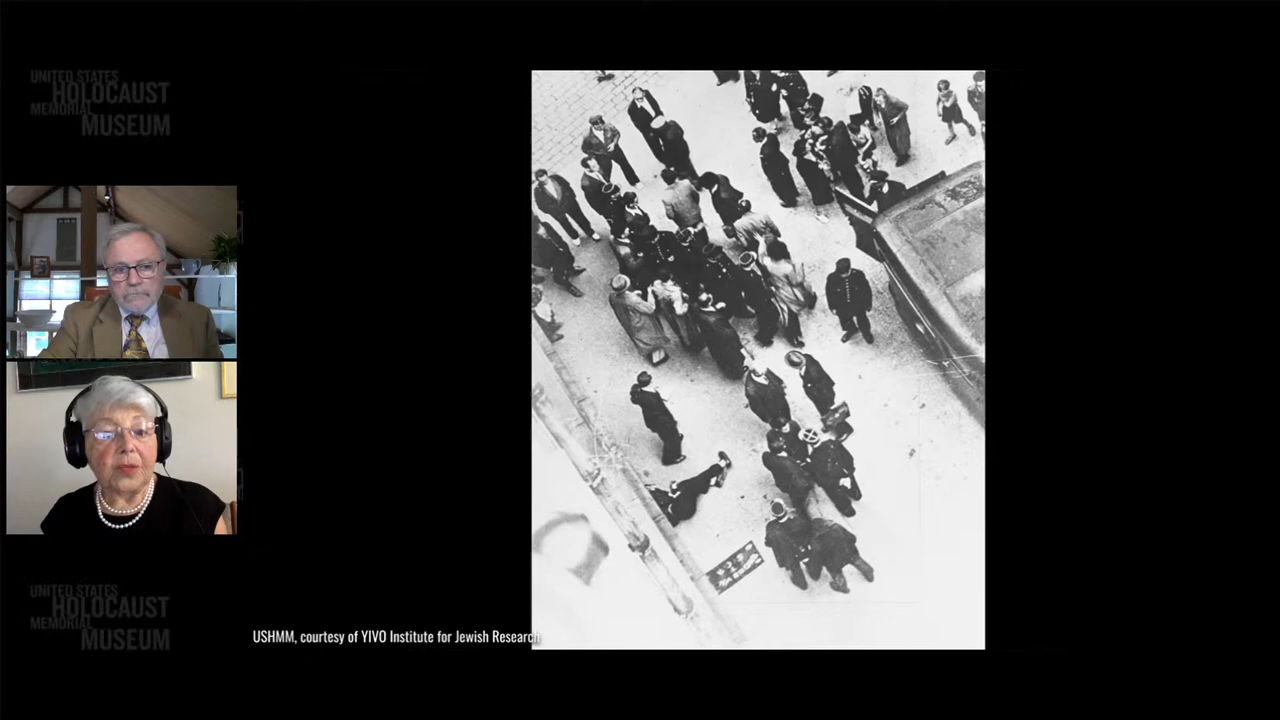 UNITED STATES
HOLOCAUST
MEMORIAL
MUSEUM
UNITED STATES
HOLOCAUST
MEMORIAL
MUSEUM
USHMM, courtesy of YIVO Institute for Jewish Research